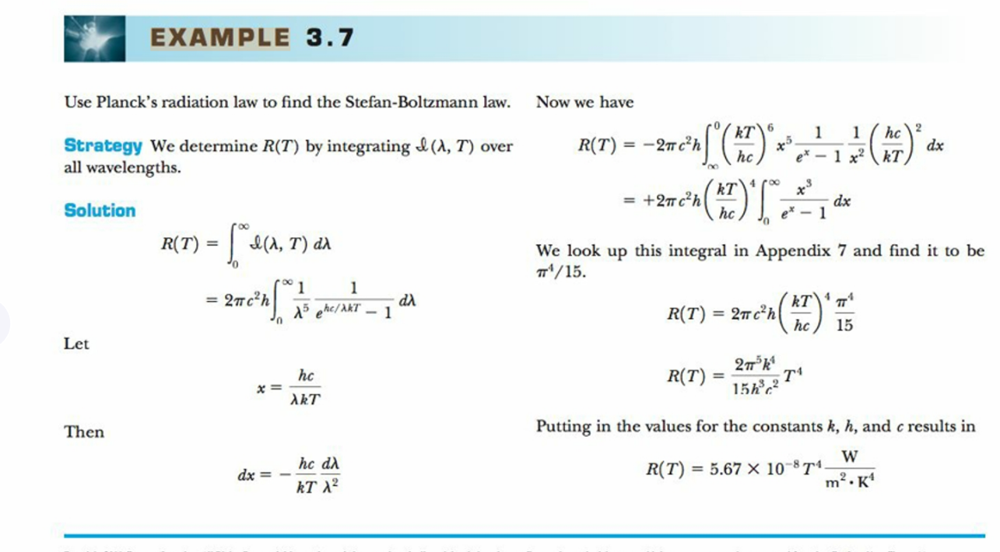 EXAMPLE 3.7
Use Planck's radiation law to find the Stefan-Boltzmann law.
Strategy We determine R(T) by integrating ℐ(λ, T) over
all wavelengths.
Solution
R(T) = ∫₀^∞ ℐ(λ, T) dλ
= 2πc²h ∫₀^∞ 1/λ⁵ 1/(e^(hc/λkT) − 1) dλ
Let
x = hc/λkT
Then
dx = − hc/kT dλ/λ²
Now we have
R(T) = −2πc²h ∫_∞^0 (kT/hc)⁶ x⁵ 1/(eˣ − 1) 1/x² (hc/kT)² dx
= +2πc²h (kT/hc)⁴ ∫₀^∞ x³/(eˣ − 1) dx
We look up this integral in Appendix 7 and find it to be
π⁴/15.
R(T) = 2πc²h (kT/hc)⁴ π⁴/15
R(T) = 2π⁵k⁴/15h³c² T⁴
Putting in the values for the constants k, h, and c results in
R(T) = 5.67 × 10⁻⁸ T⁴ W/m² · K⁴